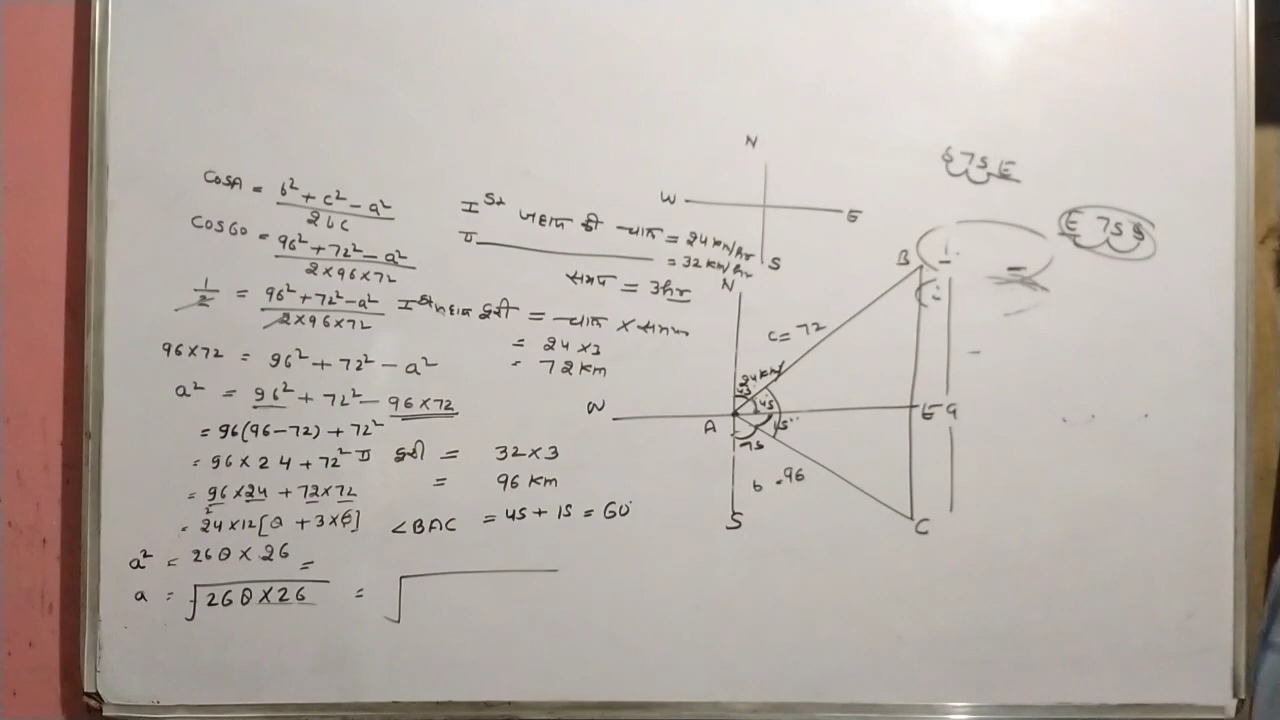 CosA = b² + c² - a² / 2bc
Cos60 = 96² + 72² - a² / 2×96×72
1/2 = 96² + 72² - a² / 2×96×72
96×72 = 96² + 72² - a²
a² = 96² + 72² - 96×72
= 96(96-72) + 72²
= 96×24 + 72²
= 96×24 + 72×72
= 24×12[8 + 3×6]
a² = 288 × 26 =
a = √288×26 = √
I St जहाज की चाल = 24 km/hr
II = 32 km/hr
समय = 3hr
I दूरी = चाल × समय
= 24×3
= 72 km
II दूरी = 32×3
= 96 km
∠BAC = 45 + 15 = 60°
N
W E
S
S 75 E
E 75 S
N
B
c = 72
24 km/
45
W A E G
15°
75
b = 96
S C